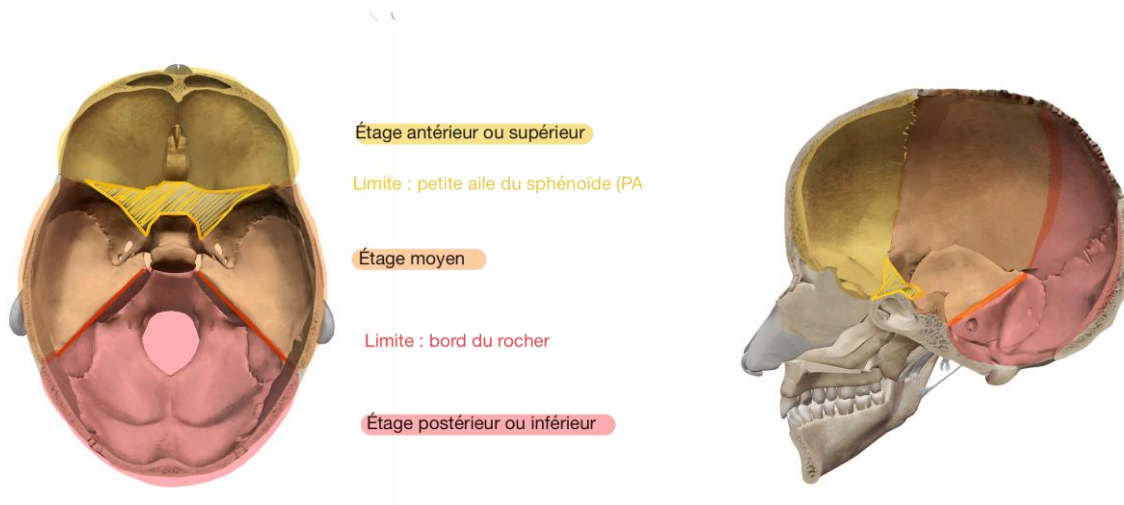 Étage antérieur ou supérieur
Limite : petite aile du sphénoïde (PA
Étage moyen
Limite : bord du rocher
Étage postérieur ou inférieur